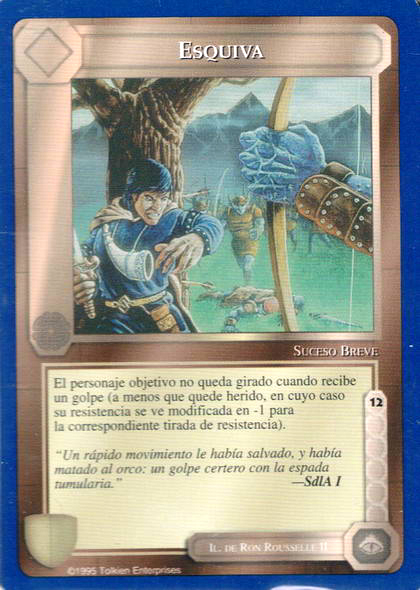 Esquiva
Suceso Breve
El personaje objetivo no queda girado cuando recibe
un golpe (a menos que quede herido, en cuyo caso
su resistencia se ve modificada en -1 para
la correspondiente tirada de resistencia).
12
“Un rápido movimiento le había salvado, y había
matado al orco: un golpe certero con la espada
tumularia.”
—SdlA I
Il. de Ron Rousselle II
©1995 Tolkien Enterprises